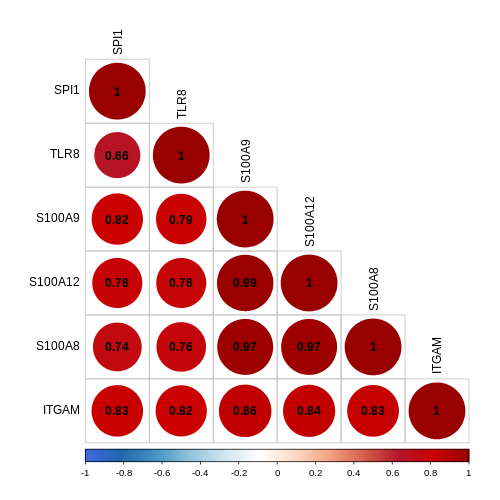 SPI1
SPI1 1
TLR8
TLR8 0.66 1
S100A9
S100A9 0.82 0.79 1
S100A12
S100A12 0.78 0.78 0.99 1
S100A8
S100A8 0.74 0.76 0.97 0.97 1
ITGAM
ITGAM 0.83 0.82 0.86 0.84 0.83 1
-1 -0.8 -0.6 -0.4 -0.2 0 0.2 0.4 0.6 0.8 1